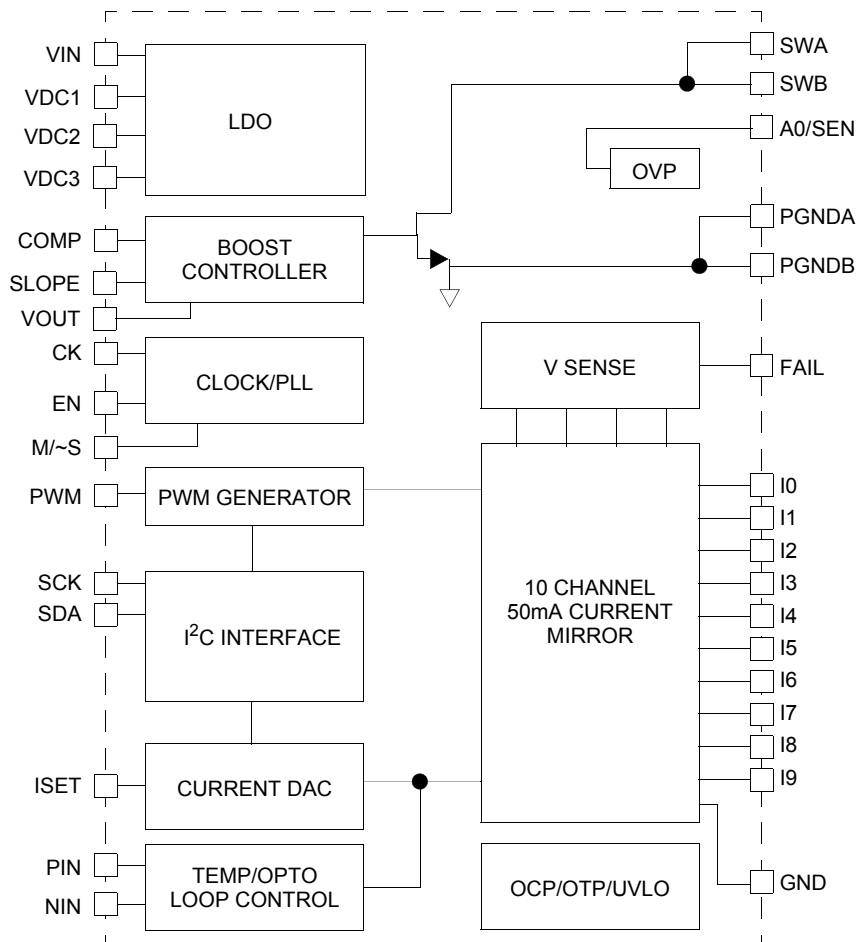 VIN
VDC1
VDC2
VDC3
LDO
SWA
SWB
A0/SEN
OVP
COMP
SLOPE
VOUT
BOOST
CONTROLLER
PGNDA
PGNDB
CK
EN
M/~S
CLOCK/PLL
V SENSE
FAIL
PWM
PWM GENERATOR
SCK
SDA
I²C INTERFACE
10 CHANNEL
50mA CURRENT
MIRROR
I0
I1
I2
I3
I4
I5
I6
I7
I8
I9
ISET
CURRENT DAC
PIN
NIN
TEMP/OPTO
LOOP CONTROL
OCP/OTP/UVLO
GND